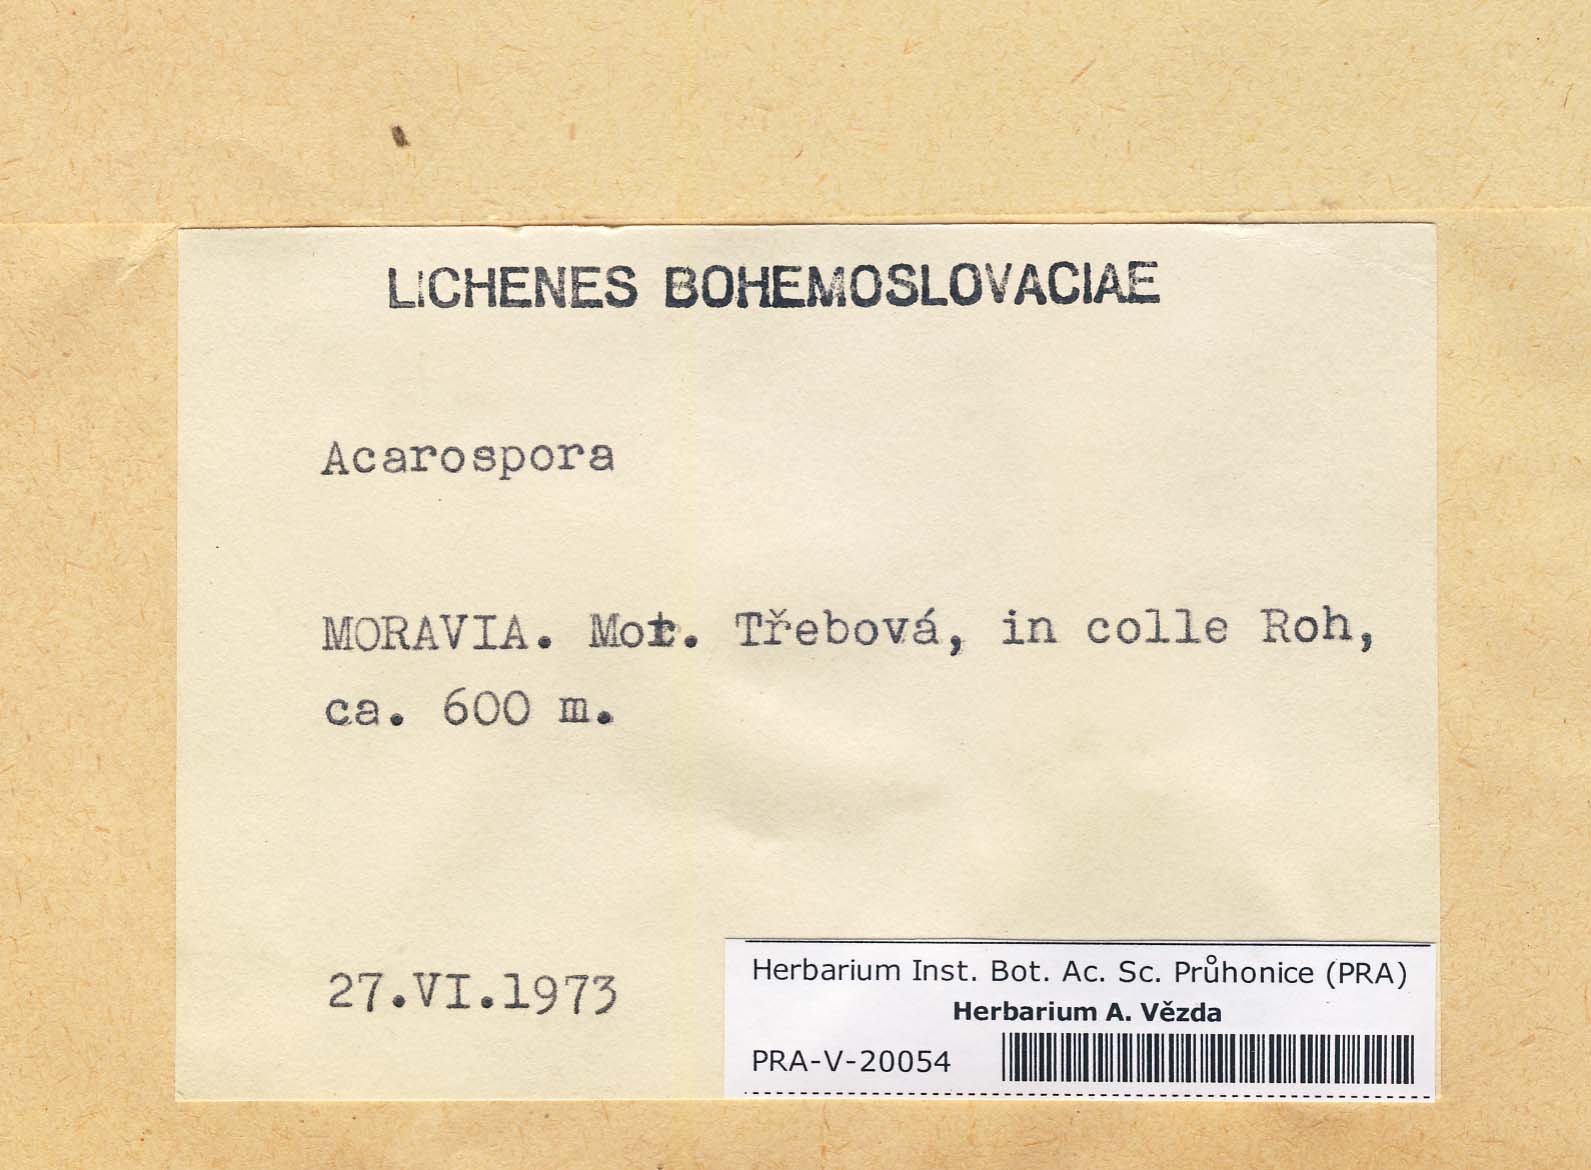 LICHENES BOHEMOSLOVACIAE
Acarospora
MORAVIA. Mor. Třebová, in colle Roh,
ca. 600 m.
27.VI.1973
Herbarium Inst. Bot. Ac. Sc. Průhonice (PRA)
Herbarium A. Vězda
PRA-V-20054